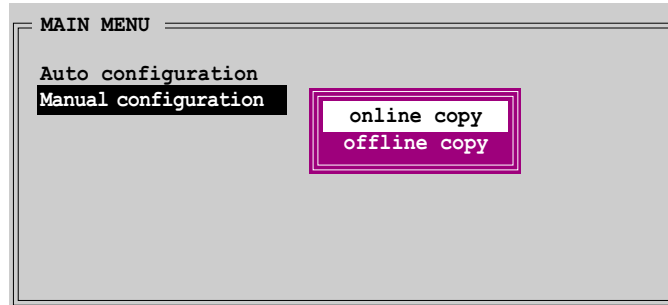 MAIN MENU
Auto configuration
Manual configuration
online copy
offline copy